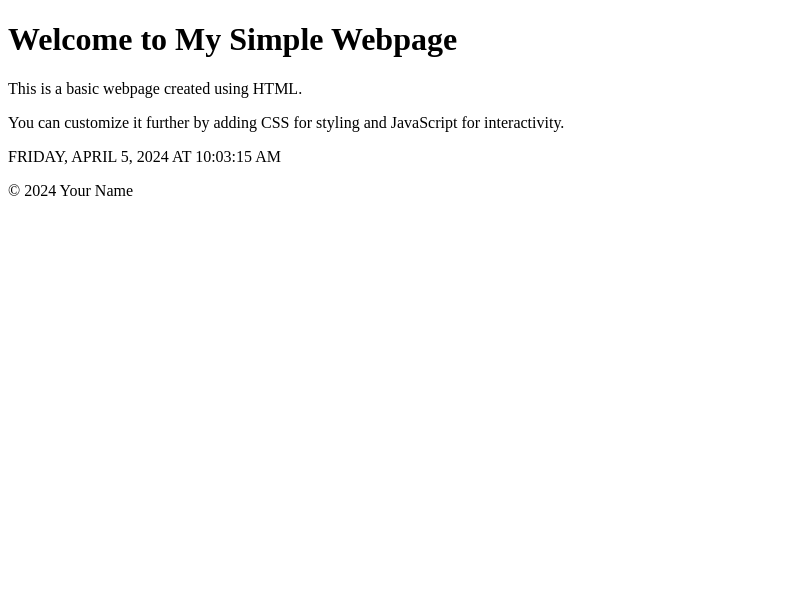 Welcome to My Simple Webpage
This is a basic webpage created using HTML.
You can customize it further by adding CSS for styling and JavaScript for interactivity.
FRIDAY, APRIL 5, 2024 AT 10:03:15 AM
© 2024 Your Name